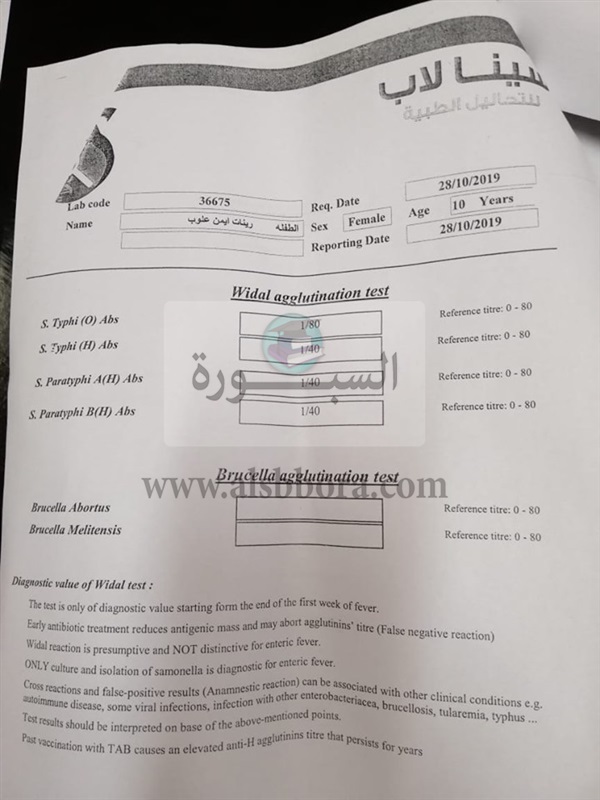 سينا لاب
للتحاليل الطبية
Lab code 36675 Req. Date 28/10/2019
Name الطفله ريناد ايمن Sex Female Age 10 Years
Reporting Date 28/10/2019
Widal agglutination test
S. Typhi (O) Abs 1/80 Reference titre: 0 - 80
S. Typhi (H) Abs 1/40 Reference titre: 0 - 80
S. Paratyphi A(H) Abs 1/40 Reference titre: 0 - 80
S. Paratyphi B(H) Abs 1/40 Reference titre: 0 - 80
السبورة
Brucella agglutination test
www.alsbbora.com
Brucella Abortus Reference titre: 0 - 80
Brucella Melitensis Reference titre: 0 - 80
Diagnostic value of Widal test :
The test is only of diagnostic value starting form the end of the first week of fever.
Early antibiotic treatment reduces antigenic mass and may abort agglutinins' titre (False negative reaction)
Widal reaction is presumptive and NOT distinctive for enteric fever.
ONLY culture and isolation of samonella is diagnostic for enteric fever.
Cross reactions and false-positive results (Anamnestic reaction) can be associated with other clinical conditions e.g.
autoimmune disease, some viral infections, infection with other enterobacteriacea, brucellosis, tularemia, typhus ...
Test results should be interpreted on base of the above-mentioned points.
Past vaccination with TAB causes an elevated anti-H agglutinins titre that persists for years